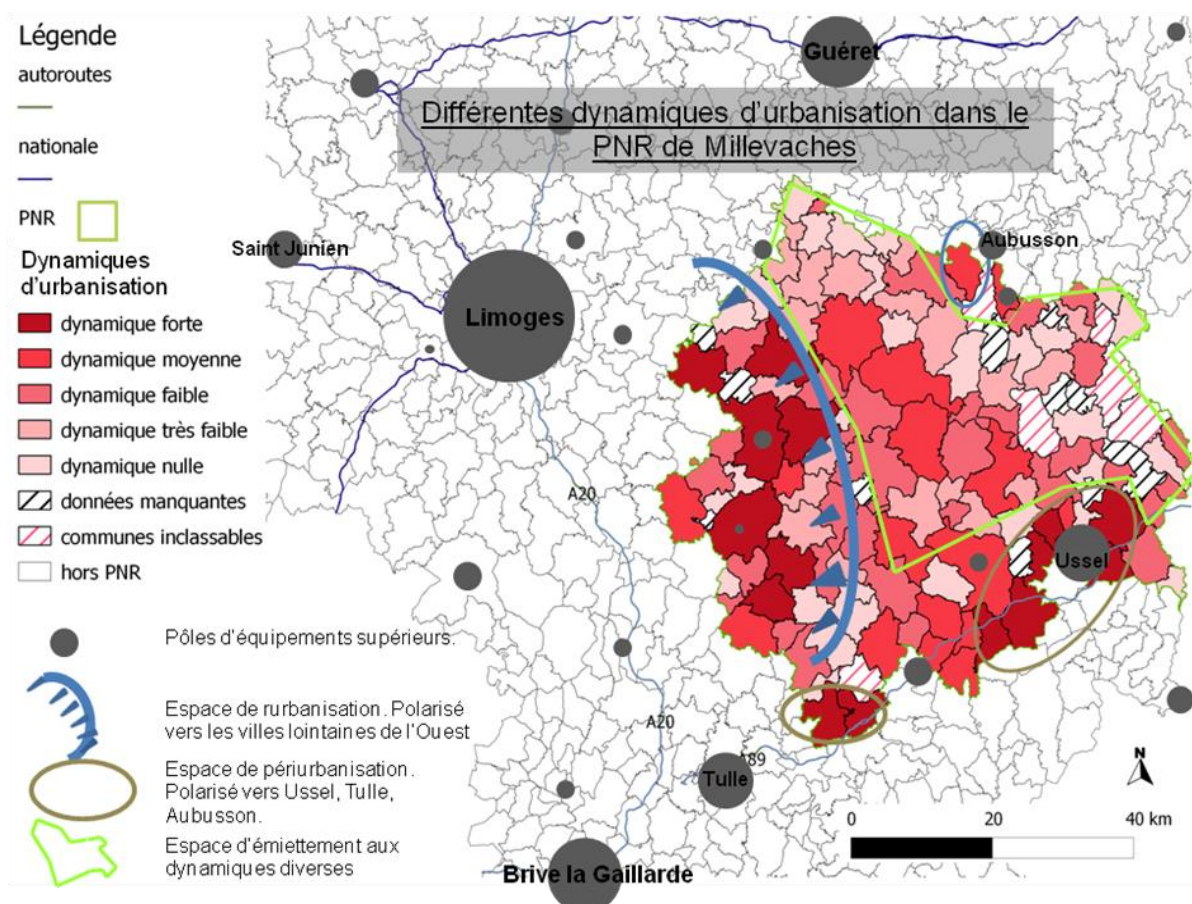 Légende
autoroutes
nationale
PNR
Dynamiques
d'urbanisation
dynamique forte
dynamique moyenne
dynamique faible
dynamique très faible
dynamique nulle
données manquantes
communes inclassables
hors PNR
Pôles d'équipements supérieurs.
Espace de rurbanisation. Polarisé
vers les villes lointaines de l'Ouest
Espace de périurbanisation.
Polarisé vers Ussel, Tulle,
Aubusson.
Espace d'émiettement aux
dynamiques diverses
Différentes dynamiques d'urbanisation dans le
PNR de Millevaches
Guéret
Saint Junien
Aubusson
Limoges
A20
Ussel
A20
A89
Tulle
Brive la Gaillarde
N
0 20 40 km